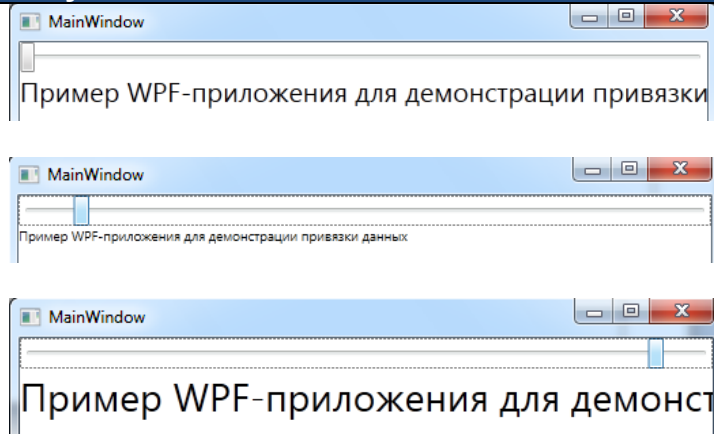 MainWindow
Пример WPF-приложения для демонстрации привязки
MainWindow
Пример WPF-приложения для демонстрации привязки данных
MainWindow
Пример WPF-приложения для демонст